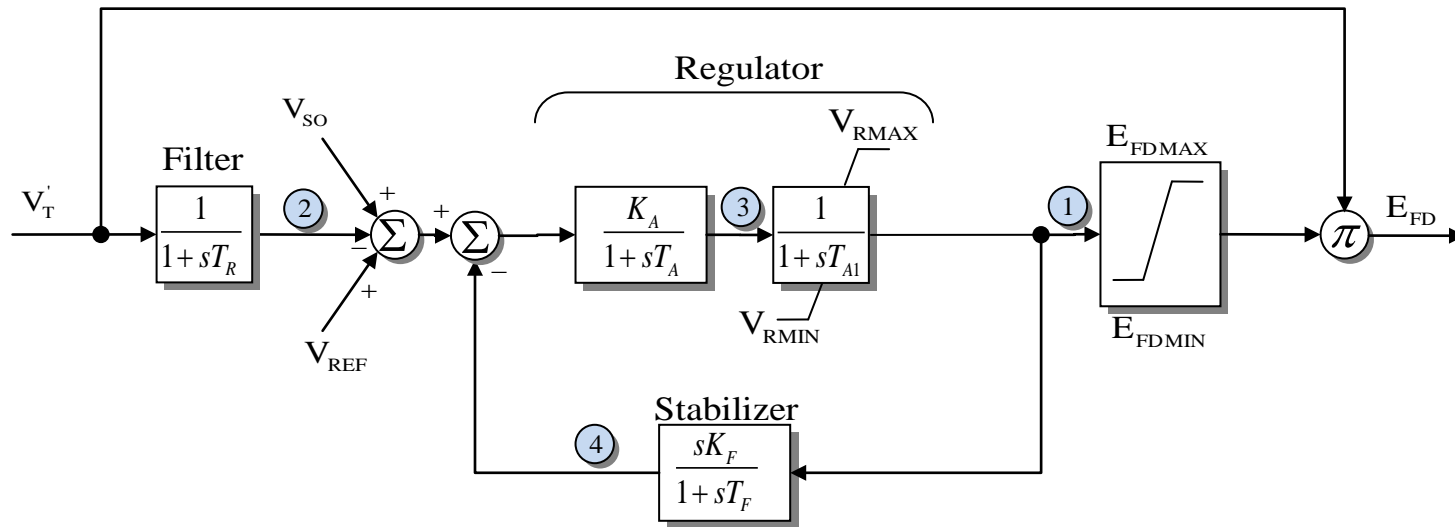 Regulator
V_SO
V_RMAX
E_FDMAX
Filter
V'_T
1
1 + sT_R
2
+
−
+
Σ
+
Σ
−
K_A
1 + sT_A
3
1
1 + sT_A1
1
π
E_FD
V_REF
V_RMIN
E_FDMIN
Stabilizer
4
sK_F
1 + sT_F